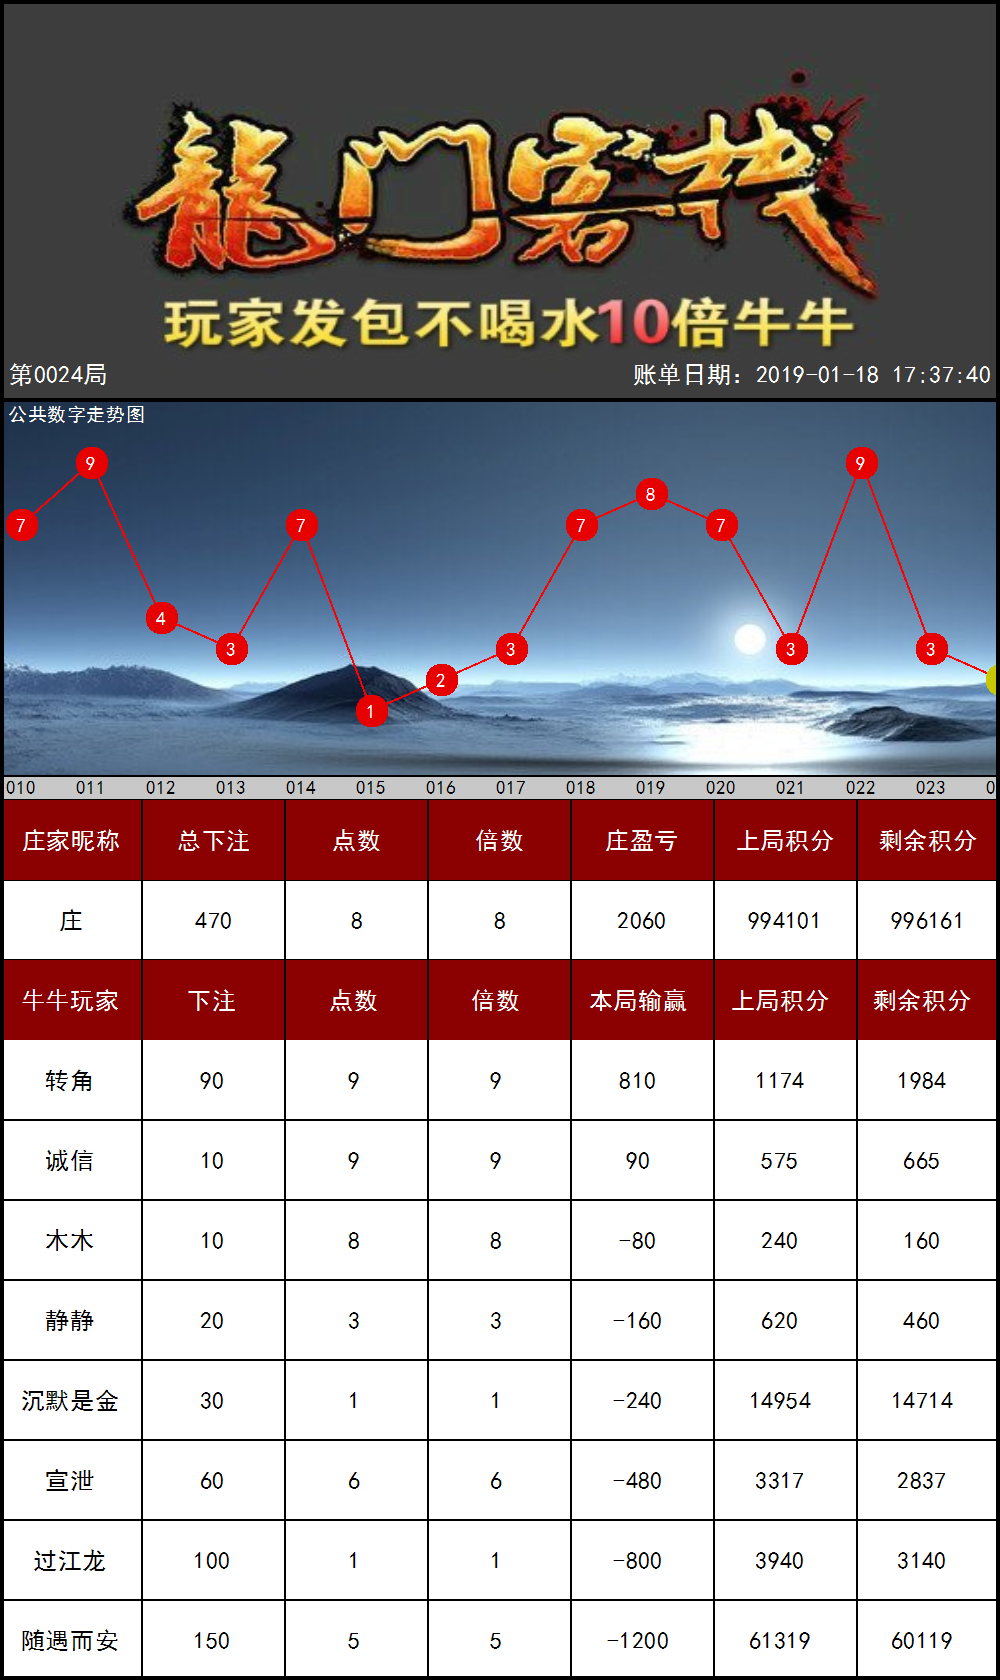 龍门客栈
玩家发包不喝水10倍牛牛
第0024局 账单日期：2019-01-18 17:37:40
公共数字走势图
7 9 4 3 7 1 2 3 7 8 7 3 9 3
010 011 012 013 014 015 016 017 018 019 020 021 022 023 0
庄家昵称 总下注 点数 倍数 庄盈亏 上局积分 剩余积分
庄 470 8 8 2060 994101 996161
牛牛玩家 下注 点数 倍数 本局输赢 上局积分 剩余积分
转角 90 9 9 810 1174 1984
诚信 10 9 9 90 575 665
木木 10 8 8 -80 240 160
静静 20 3 3 -160 620 460
沉默是金 30 1 1 -240 14954 14714
宣泄 60 6 6 -480 3317 2837
过江龙 100 1 1 -800 3940 3140
随遇而安 150 5 5 -1200 61319 60119